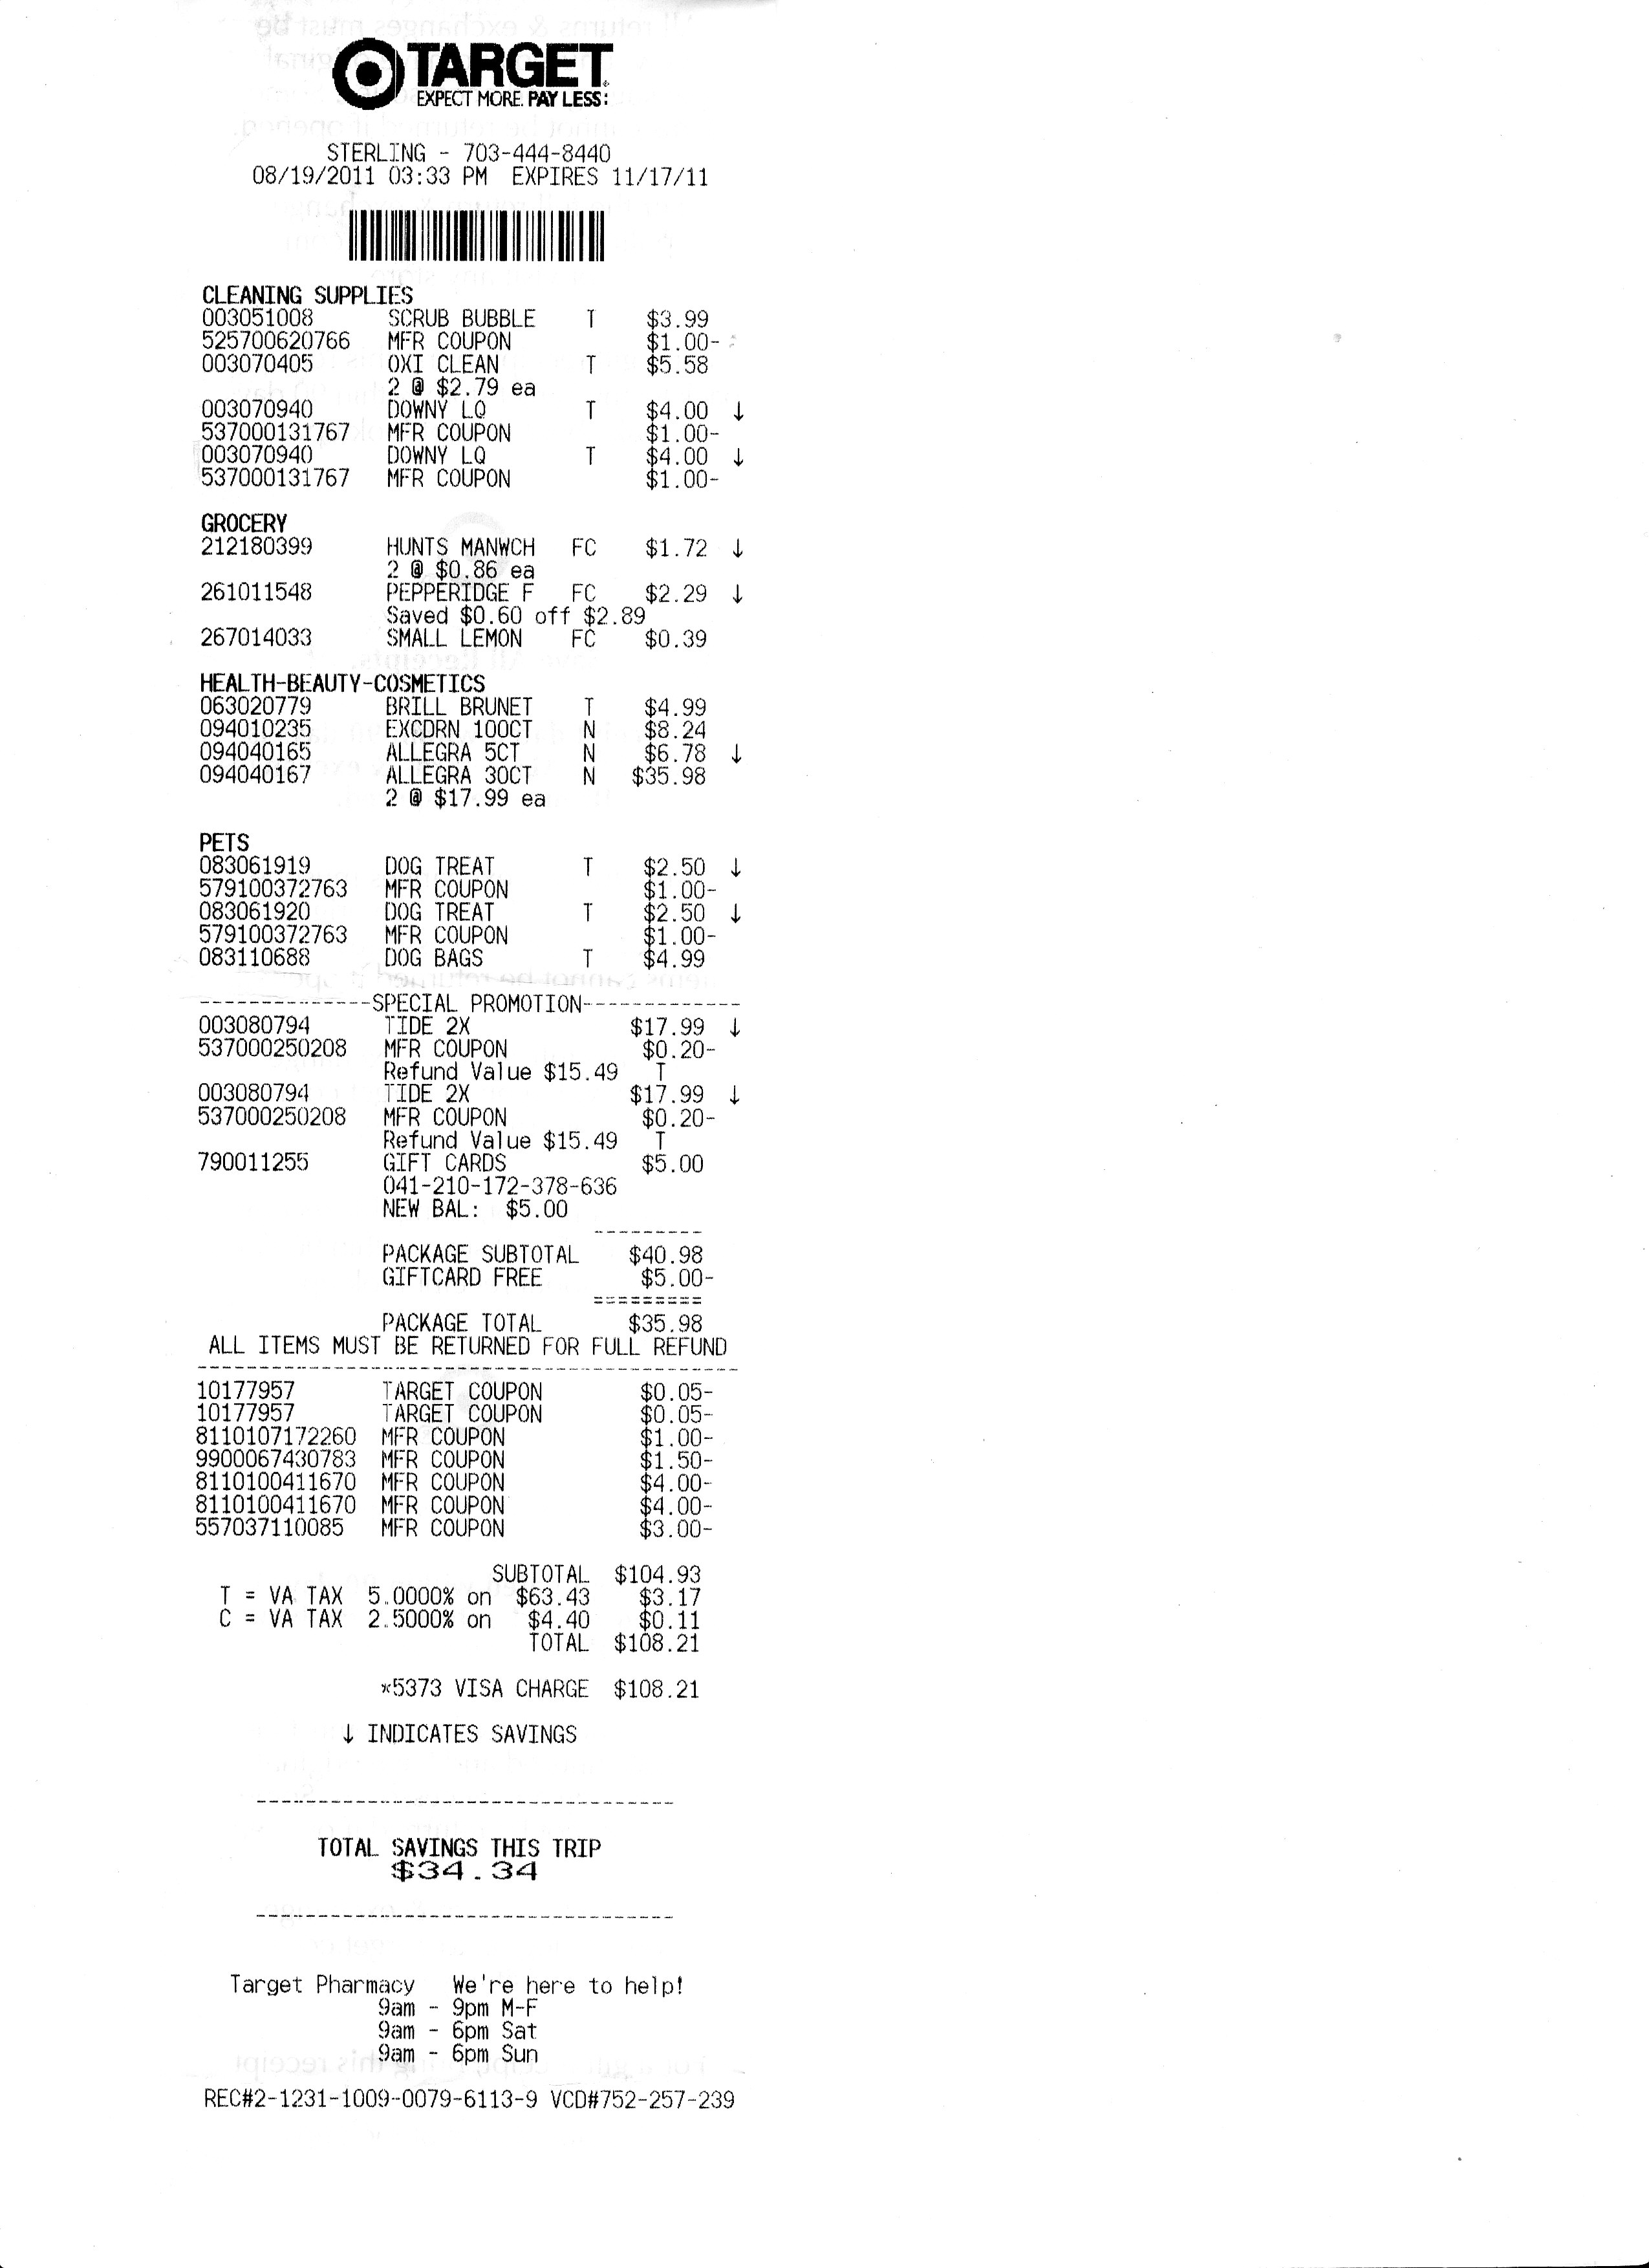 TARGET
EXPECT MORE. PAY LESS.
STERLING - 703-444-8440
08/19/2011 03:33 PM EXPIRES 11/17/11
CLEANING SUPPLIES
003051008 SCRUB BUBBLE T $3.99
525700620766 MFR COUPON $1.00-
003070405 OXI CLEAN T $5.58
2 @ $2.79 ea
003070940 DOWNY LQ T $4.00 ↓
537000131767 MFR COUPON $1.00-
003070940 DOWNY LQ T $4.00 ↓
537000131767 MFR COUPON $1.00-
GROCERY
212180399 HUNTS MANWCH FC $1.72 ↓
2 @ $0.86 ea
261011548 PEPPERIDGE F FC $2.29 ↓
Saved $0.60 off $2.89
267014033 SMALL LEMON FC $0.39
HEALTH-BEAUTY-COSMETICS
063020779 BRILL BRUNET T $4.99
094010235 EXCDRN 100CT N $8.24
094040165 ALLEGRA 5CT N $6.78 ↓
094040167 ALLEGRA 30CT N $35.98
2 @ $17.99 ea
PETS
083061919 DOG TREAT T $2.50 ↓
579100372763 MFR COUPON $1.00-
083061920 DOG TREAT T $2.50 ↓
579100372763 MFR COUPON $1.00-
083110688 DOG BAGS T $4.99
--------------SPECIAL PROMOTION-------------
003080794 TIDE 2X $17.99 ↓
537000250208 MFR COUPON $0.20-
Refund Value $15.49 T
003080794 TIDE 2X $17.99 ↓
537000250208 MFR COUPON $0.20-
Refund Value $15.49 T
790011255 GIFT CARDS $5.00
041-210-172-378-636
NEW BAL: $5.00
PACKAGE SUBTOTAL $40.98
GIFTCARD FREE $5.00-
PACKAGE TOTAL $35.98
ALL ITEMS MUST BE RETURNED FOR FULL REFUND
10177957 TARGET COUPON $0.05-
10177957 TARGET COUPON $0.05-
8110107172260 MFR COUPON $1.00-
9900067430783 MFR COUPON $1.50-
8110100411670 MFR COUPON $4.00-
8110100411670 MFR COUPON $4.00-
557037110085 MFR COUPON $3.00-
SUBTOTAL $104.93
T = VA TAX 5.0000% on $63.43 $3.17
C = VA TAX 2.5000% on $4.40 $0.11
TOTAL $108.21
*5373 VISA CHARGE $108.21
↓ INDICATES SAVINGS
TOTAL SAVINGS THIS TRIP
$34.34
Target Pharmacy We're here to help!
9am - 9pm M-F
9am - 6pm Sat
9am - 6pm Sun
REC#2-1231-1009-0079-6113-9 VCD#752-257-239